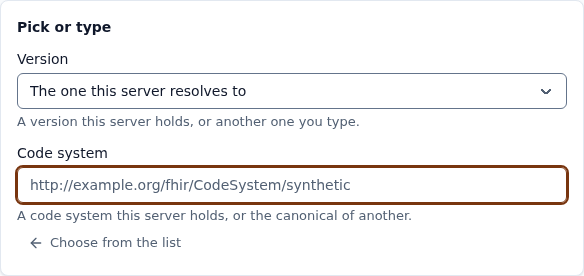 Pick or type
Version
The one this server resolves to
A version this server holds, or another one you type.
Code system
http://example.org/fhir/CodeSystem/synthetic
A code system this server holds, or the canonical of another.
Choose from the list